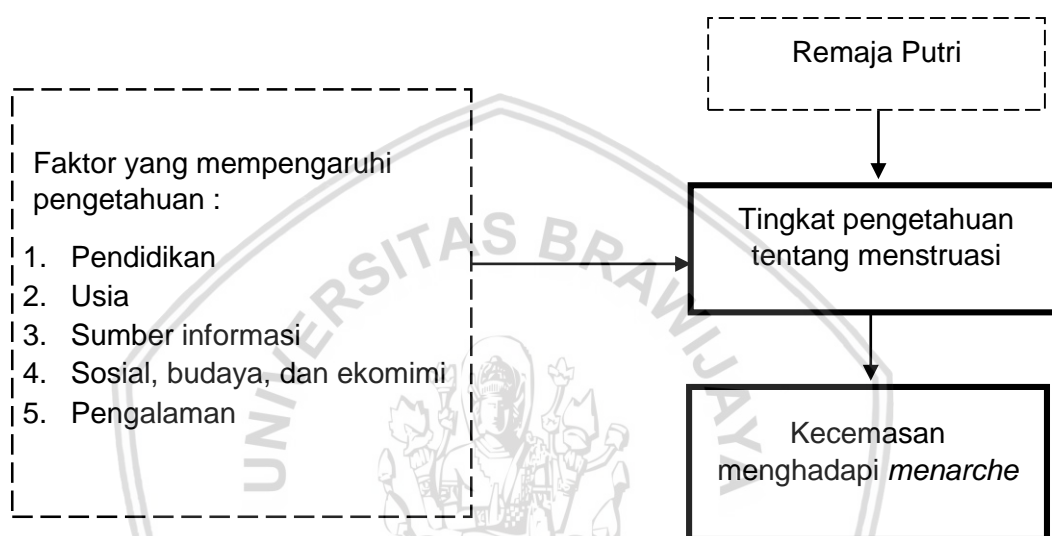 Remaja Putri
Faktor yang mempengaruhi
pengetahuan :
1. Pendidikan
2. Usia
3. Sumber informasi
4. Sosial, budaya, dan ekomimi
5. Pengalaman
Tingkat pengetahuan
tentang menstruasi
Kecemasan
menghadapi menarche
UNIVERSITAS BRAWIJAYA